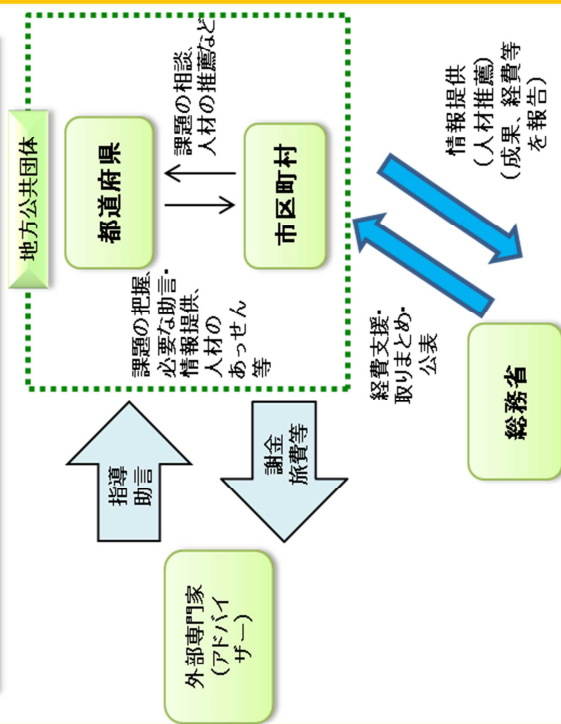 地方公共団体
都道府県
課題の相談、
人材の推薦など
課題の把握、
必要な助言・
情報提供、
人材の
あっせん
等
市区町村
指導
助言
謝金
旅費等
外部専門家
(アドバイ
ザー)
経費支援・
取りまとめ・
公表
情報提供
(人材推薦)
(成果、経費等
を報告)
総務省